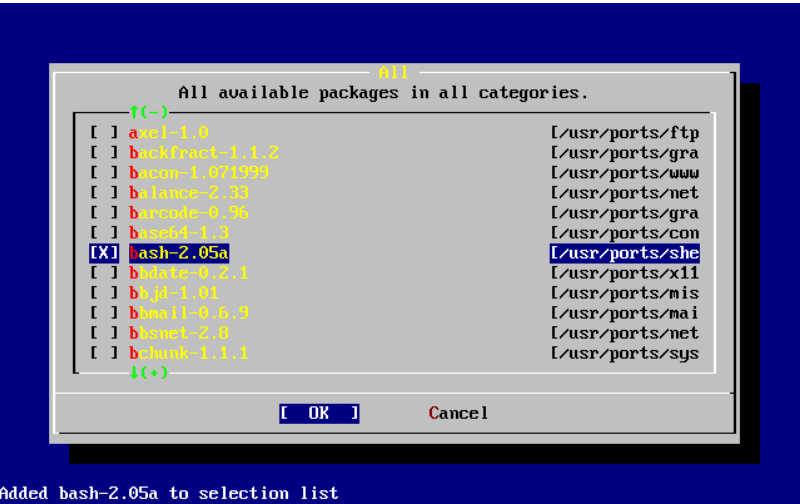 All
All available packages in all categories.
↑(-)
[ ] axel-1.0 [/usr/ports/ftp
[ ] backfract-1.1.2 [/usr/ports/gra
[ ] bacon-1.071999 [/usr/ports/www
[ ] balance-2.33 [/usr/ports/net
[ ] barcode-0.96 [/usr/ports/gra
[ ] base64-1.3 [/usr/ports/con
[X] bash-2.05a [/usr/ports/she
[ ] bbdate-0.2.1 [/usr/ports/x11
[ ] bbjd-1.01 [/usr/ports/mis
[ ] bbmail-0.6.9 [/usr/ports/mai
[ ] bbsnet-2.8 [/usr/ports/net
[ ] bchunk-1.1.1 [/usr/ports/sys
↓(+)
[ OK ] Cancel
Added bash-2.05a to selection list